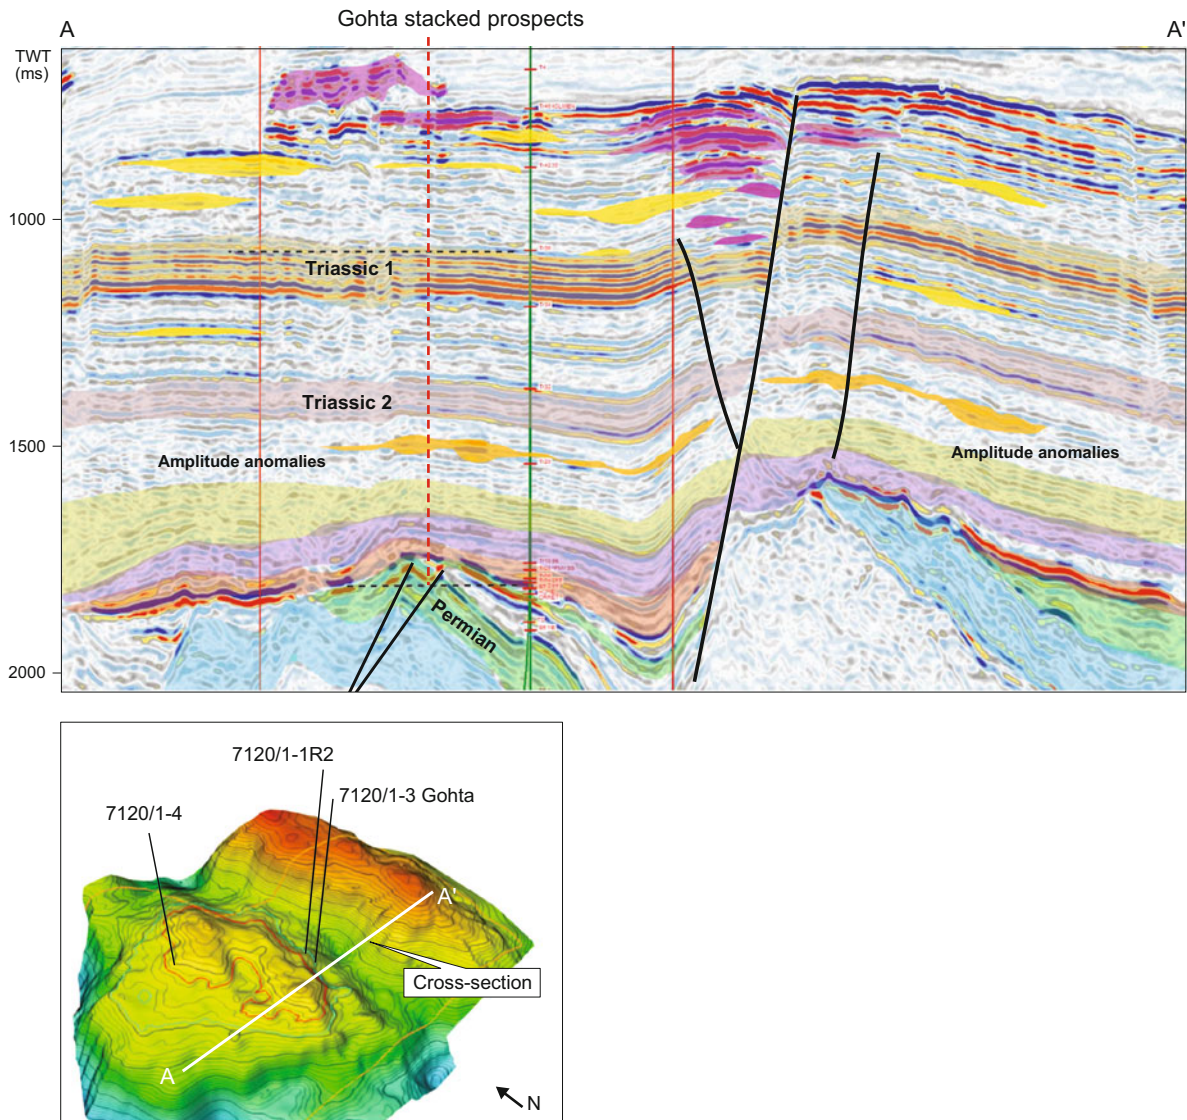 Gohta stacked prospects
A
A'
TWT
(ms)
1000
Triassic 1
Triassic 2
Amplitude anomalies
1500
Amplitude anomalies
Permian
2000
7120/1-1R2
7120/1-3 Gohta
7120/1-4
A'
Cross-section
A
N